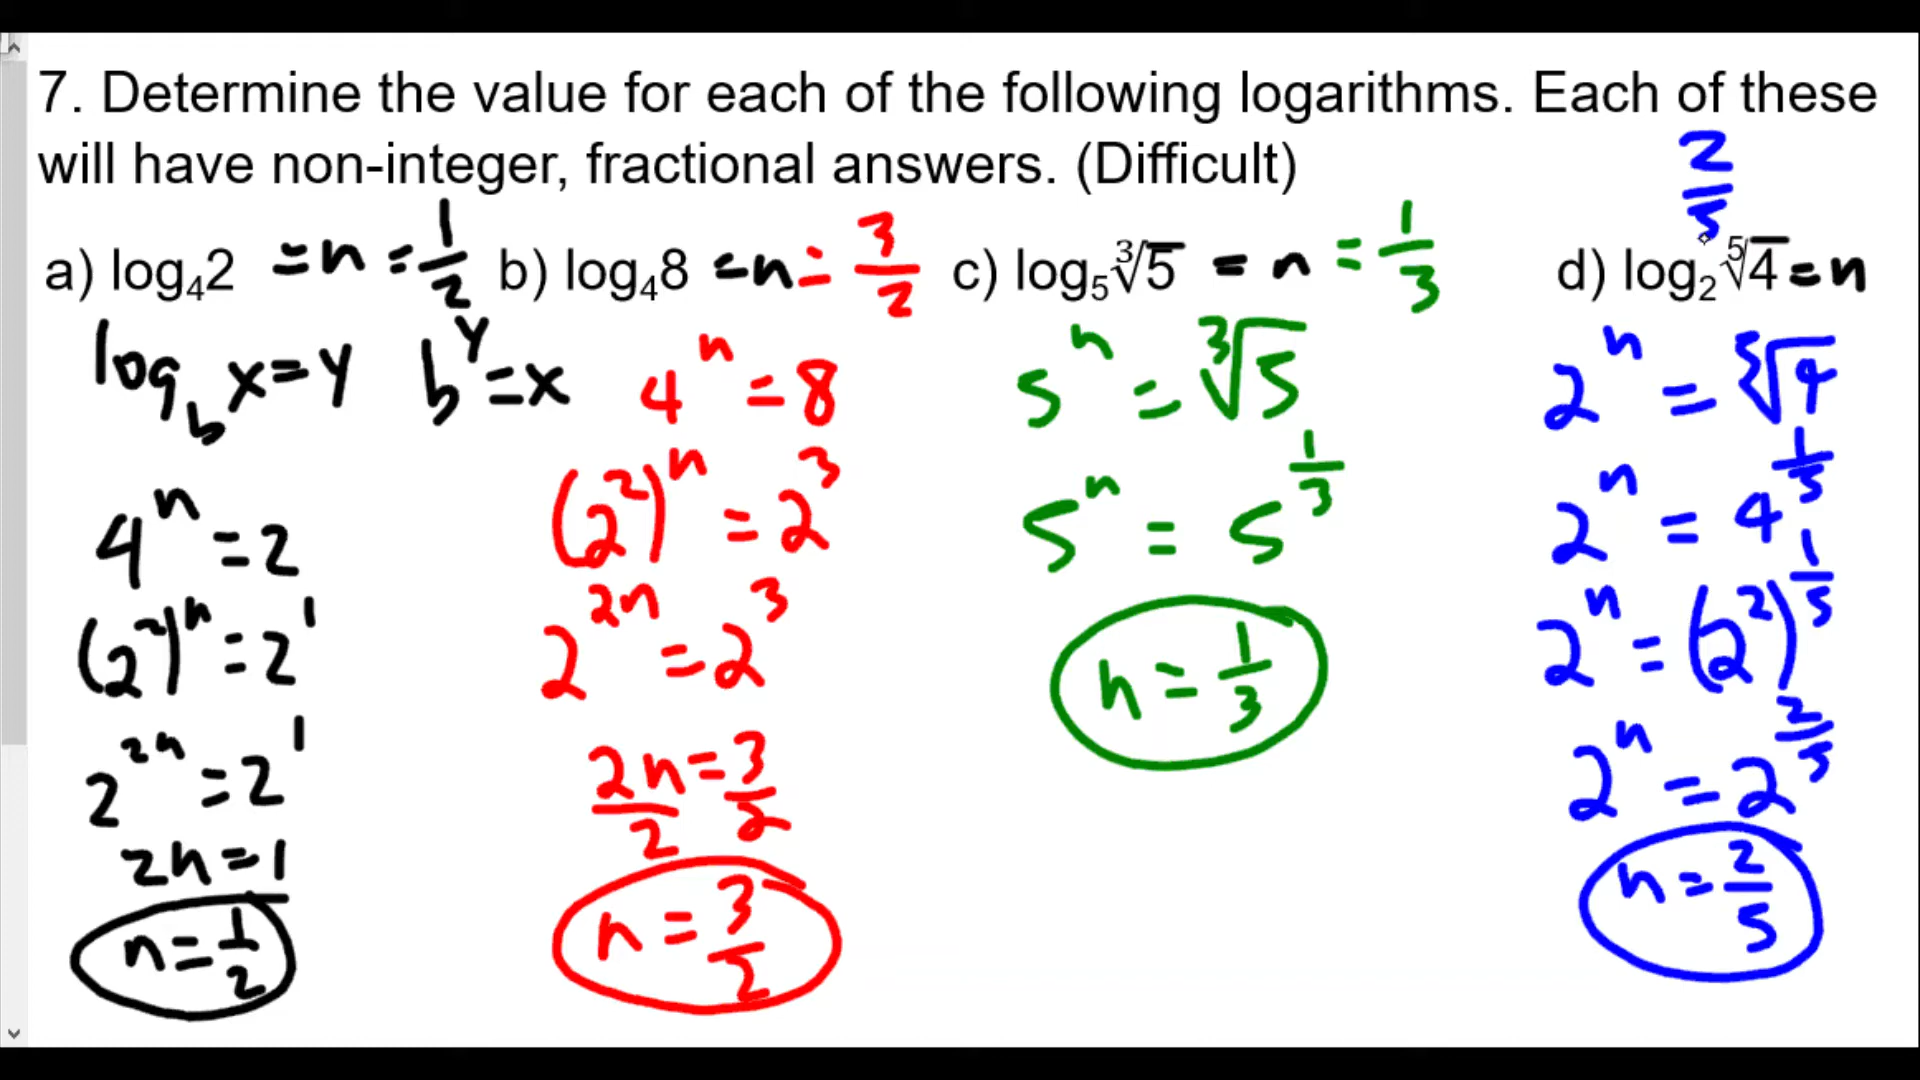 7. Determine the value for each of the following logarithms. Each of these
will have non-integer, fractional answers. (Difficult)
a) log₄2 = n = 1/2
log_b x = y b^y = x
4^n = 2
(2²)^n = 2¹
2^2n = 2¹
2n = 1
n = 1/2
b) log₄8 = n = 3/2
4^n = 8
(2²)^n = 2³
2^2n = 2³
2n/2 = 3/2
n = 3/2
c) log₅∛5 = n = 1/3
5^n = ∛5
5^n = 5^1/3
n = 1/3
2/5
d) log₂⁵√4 = n
2^n = ⁵√4
2^n = 4^1/5
2^n = (2²)^1/5
2^n = 2^2/5
n = 2/5